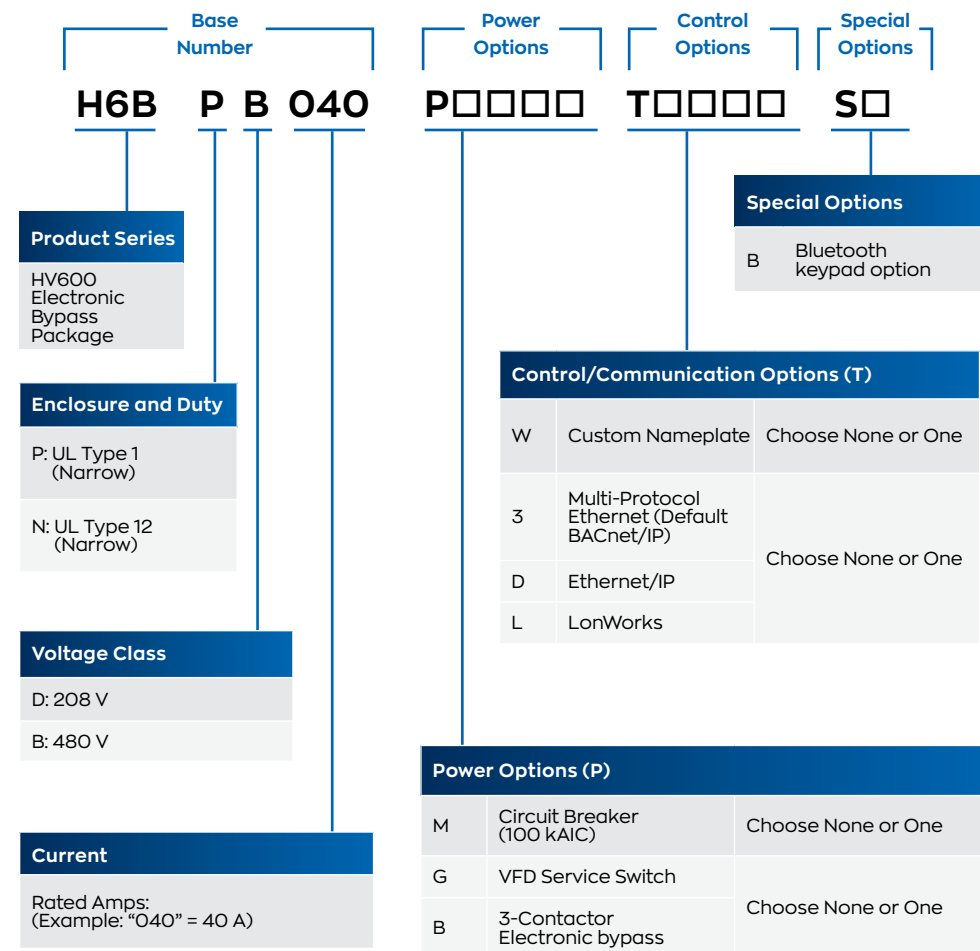 Base
Number
Power
Options
Control
Options
Special
Options
H6B P B 040 P□□□□ T□□□□ S□
Special Options
B Bluetooth
keypad option
Product Series
HV600
Electronic
Bypass
Package
Control/Communication Options (T)
W Custom Nameplate Choose None or One
3 Multi-Protocol
Ethernet (Default
BACnet/IP)
Choose None or One
D Ethernet/IP
L LonWorks
Enclosure and Duty
P: UL Type 1
(Narrow)
N: UL Type 12
(Narrow)
Voltage Class
D: 208 V
B: 480 V
Power Options (P)
M Circuit Breaker
(100 kAIC)
Choose None or One
G VFD Service Switch
Choose None or One
B 3-Contactor
Electronic bypass
Current
Rated Amps:
(Example: “040” = 40 A)